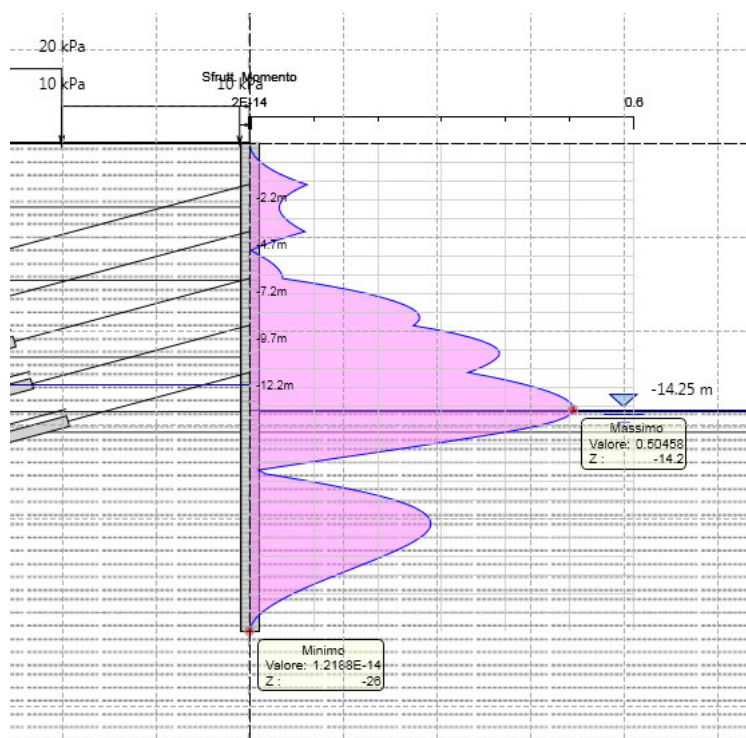 20 kPa
10 kPa
10 kPa
Sfrutt. Momento
2E-14
0.6
-2.2m
-4.7m
-7.2m
-9.7m
-12.2m
-14.25 m
Massimo
Valore: 0.50458
Z : -14.2
Minimo
Valore: 1.2188E-14
Z : -26